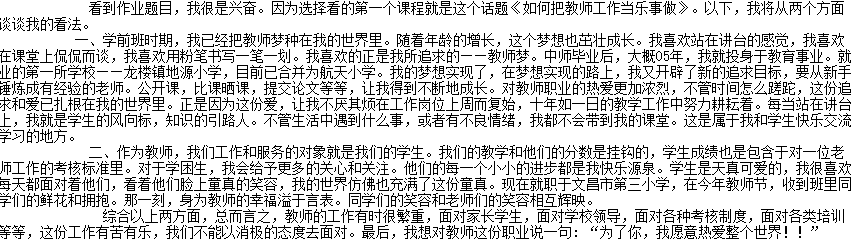 看到作业题目，我很是兴奋。因为选择看的第一个课程就是这个话题《如何把教师工作当乐事做》。以下，我将从两个方面
谈谈我的看法。
一、学前班时期，我已经把教师梦种在我的世界里。随着年龄的增长，这个梦想也茁壮成长。我喜欢站在讲台的感觉，我喜欢
在课堂上侃侃而谈，我喜欢用粉笔书写一笔一划。我喜欢的正是我所追求的——教师梦。中师毕业后，大概05年，我就投身于教育事业。就
业的第一所学校——龙楼镇地源小学，目前已合并为航天小学。我的梦想实现了，在梦想实现的路上，我又开辟了新的追求目标，要从新手
锤炼成有经验的老师。公开课，比课晒课，提交论文等等，让我得到不断地成长。对教师职业的热爱更加浓烈，不管时间怎么蹉跎，这份追
求和爱已扎根在我的世界里。正是因为这份爱，让我不厌其烦在工作岗位上周而复始，十年如一日的教学工作中努力耕耘着。每当站在讲台
上，我就是学生的风向标，知识的引路人。不管生活中遇到什么事，或者有不良情绪，我都不会带到我的课堂。这是属于我和学生快乐交流
学习的地方。
二、作为教师，我们工作和服务的对象就是我们的学生。我们的教学和他们的分数是挂钩的，学生成绩也是包含于对一位老
师工作的考核标准里。对于学困生，我会给予更多的关心和关注。他们的每一个小小的进步都是我快乐源泉。学生是天真可爱的，我很喜欢
每天都面对着他们，看着他们脸上童真的笑容，我的世界仿佛也充满了这份童真。现在就职于文昌市第三小学，在今年教师节，收到班里同
学们的鲜花和拥抱。那一刻，身为教师的幸福溢于言表。同学们的笑容和老师们的笑容相互辉映。
综合以上两方面，总而言之，教师的工作有时很繁重，面对家长学生，面对学校领导，面对各种考核制度，面对各类培训
等等，这份工作有苦有乐，我们不能以消极的态度去面对。最后，我想对教师这份职业说一句：“为了你，我愿意热爱整个世界！！”